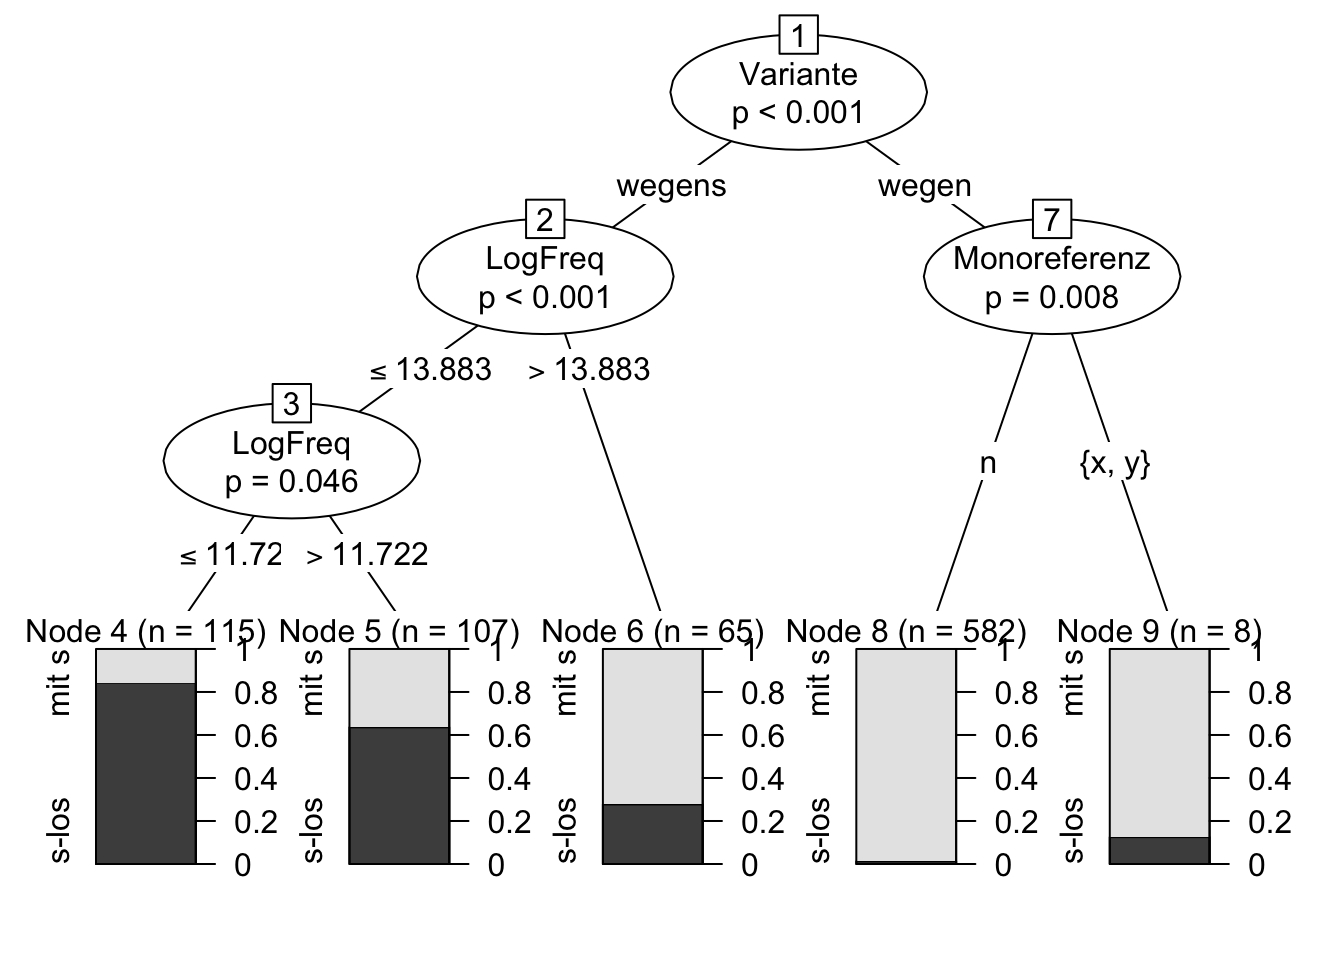 1
Variante
p < 0.001
wegens
wegen
2
LogFreq
p < 0.001
7
Monoreferenz
p = 0.008
≤ 13.883
> 13.883
3
LogFreq
p = 0.046
n
{x, y}
≤ 11.72
> 11.722
Node 4 (n = 115)
mit s
s-los
1
0.8
0.6
0.4
0.2
0
Node 5 (n = 107)
mit s
s-los
1
0.8
0.6
0.4
0.2
0
Node 6 (n = 65)
mit s
s-los
1
0.8
0.6
0.4
0.2
0
Node 8 (n = 582)
mit s
s-los
1
0.8
0.6
0.4
0.2
0
Node 9 (n = 8)
mit s
s-los
1
0.8
0.6
0.4
0.2
0